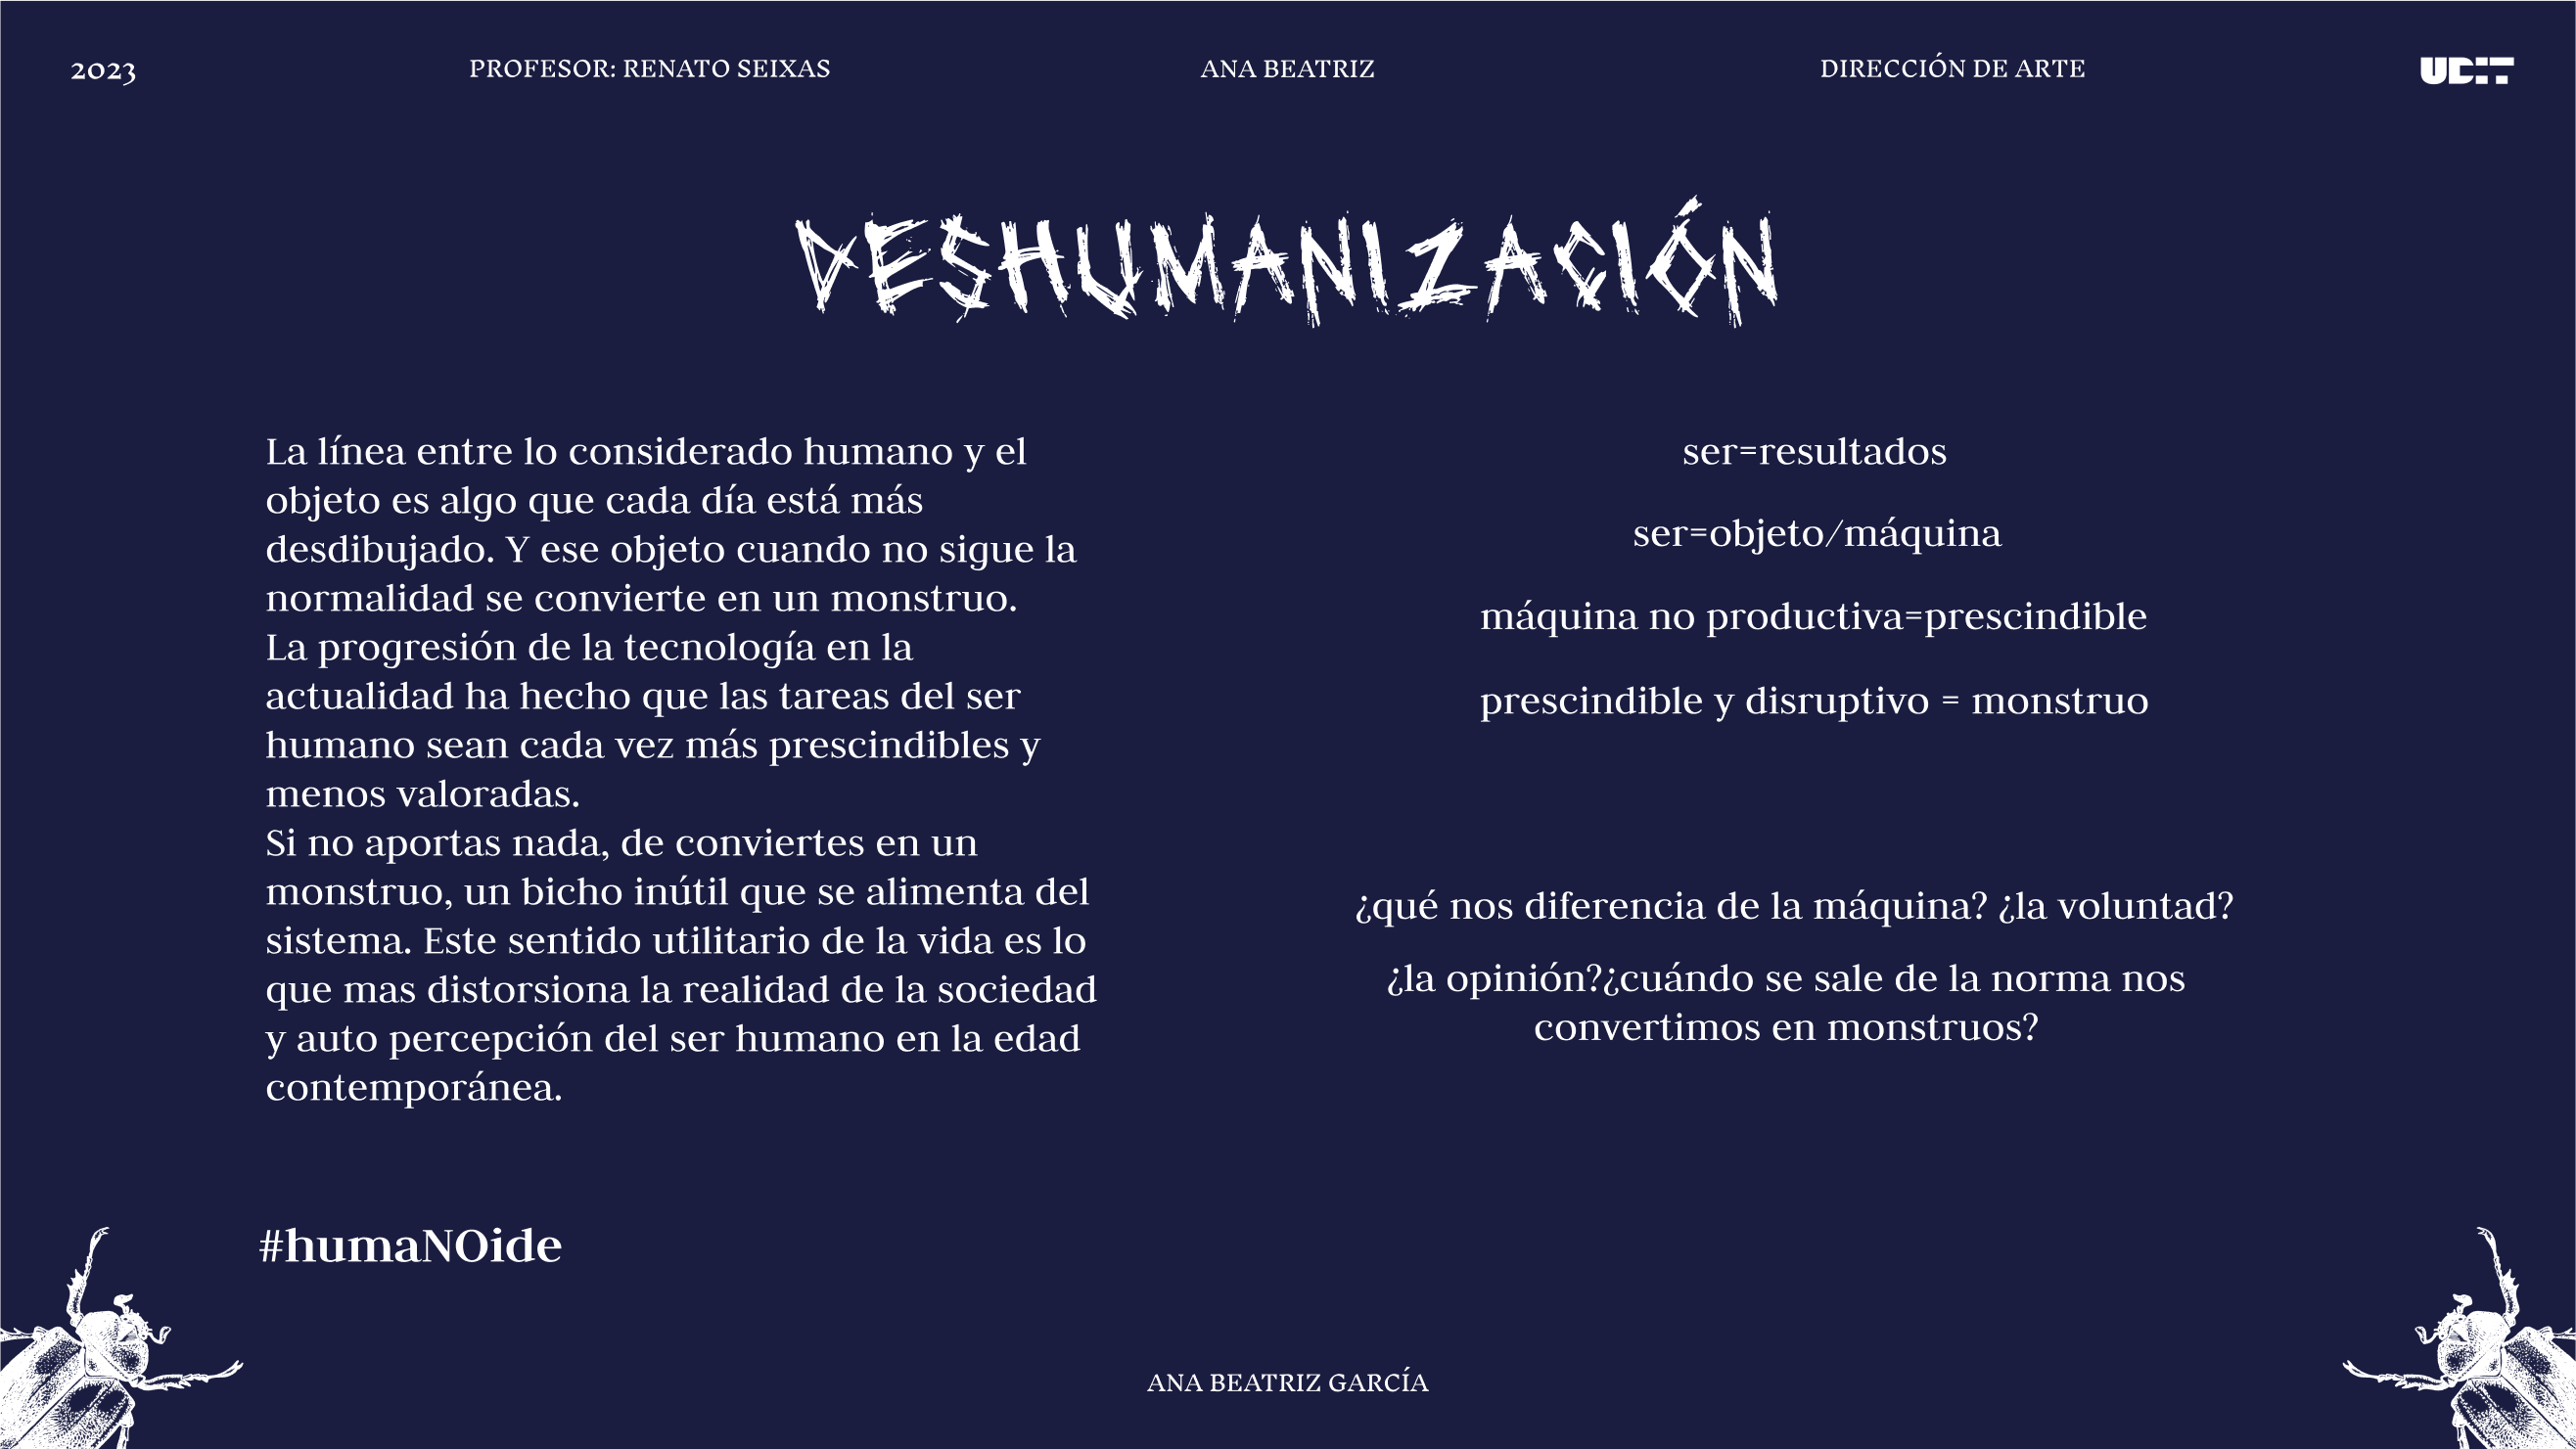 2023
PROFESOR: RENATO SEIXAS
ANA BEATRIZ
DIRECCIÓN DE ARTE
UDIT
DESHUMANIZACIÓN
La línea entre lo considerado humano y el
objeto es algo que cada día está más
desdibujado. Y ese objeto cuando no sigue la
normalidad se convierte en un monstruo.
La progresión de la tecnología en la
actualidad ha hecho que las tareas del ser
humano sean cada vez más prescindibles y
menos valoradas.
Si no aportas nada, de conviertes en un
monstruo, un bicho inútil que se alimenta del
sistema. Este sentido utilitario de la vida es lo
que mas distorsiona la realidad de la sociedad
y auto percepción del ser humano en la edad
contemporánea.
#humaNOide
ser=resultados
ser=objeto/máquina
máquina no productiva=prescindible
prescindible y disruptivo = monstruo
¿qué nos diferencia de la máquina? ¿la voluntad?
¿la opinión?¿cuándo se sale de la norma nos
convertimos en monstruos?
ANA BEATRIZ GARCÍA